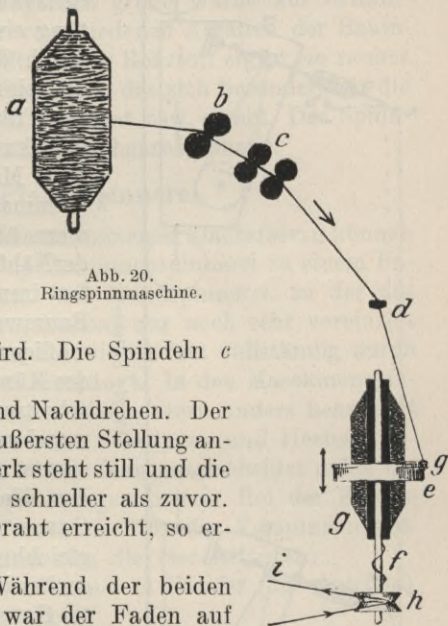 a
b
c
d
Abb. 20.
Ringspinnmaschine.
ird. Die Spindeln c
nd Nachdrehen. Der
ußersten Stellung an-
erk steht still und die
schneller als zuvor.
raht erreicht, so er-
Während der beiden
war der Faden auf
g
e
g
f
i
h